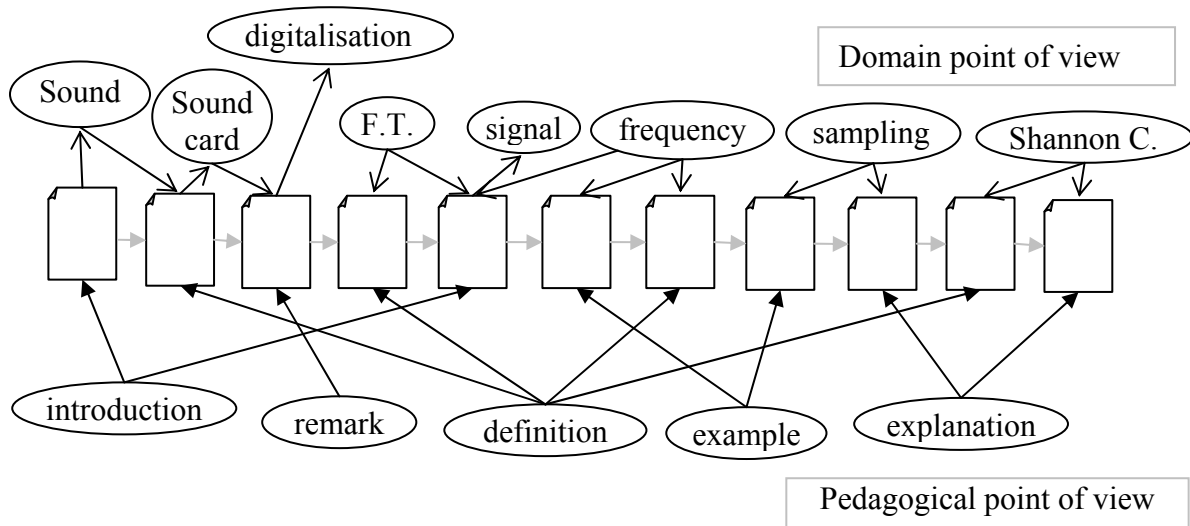 digitalisation
Domain point of view
Sound
Sound
card
F.T.
signal
frequency
sampling
Shannon C.
introduction
remark
definition
example
explanation
Pedagogical point of view